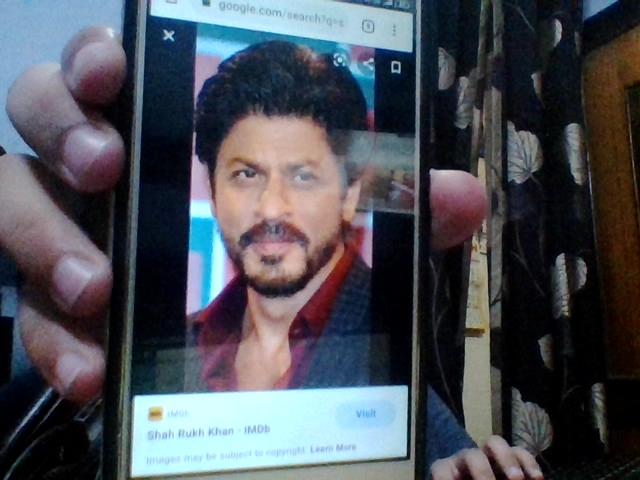 google.com/search?q=s
IMDb
Visit
Shah Rukh Khan - IMDb
Images may be subject to copyright. Learn More